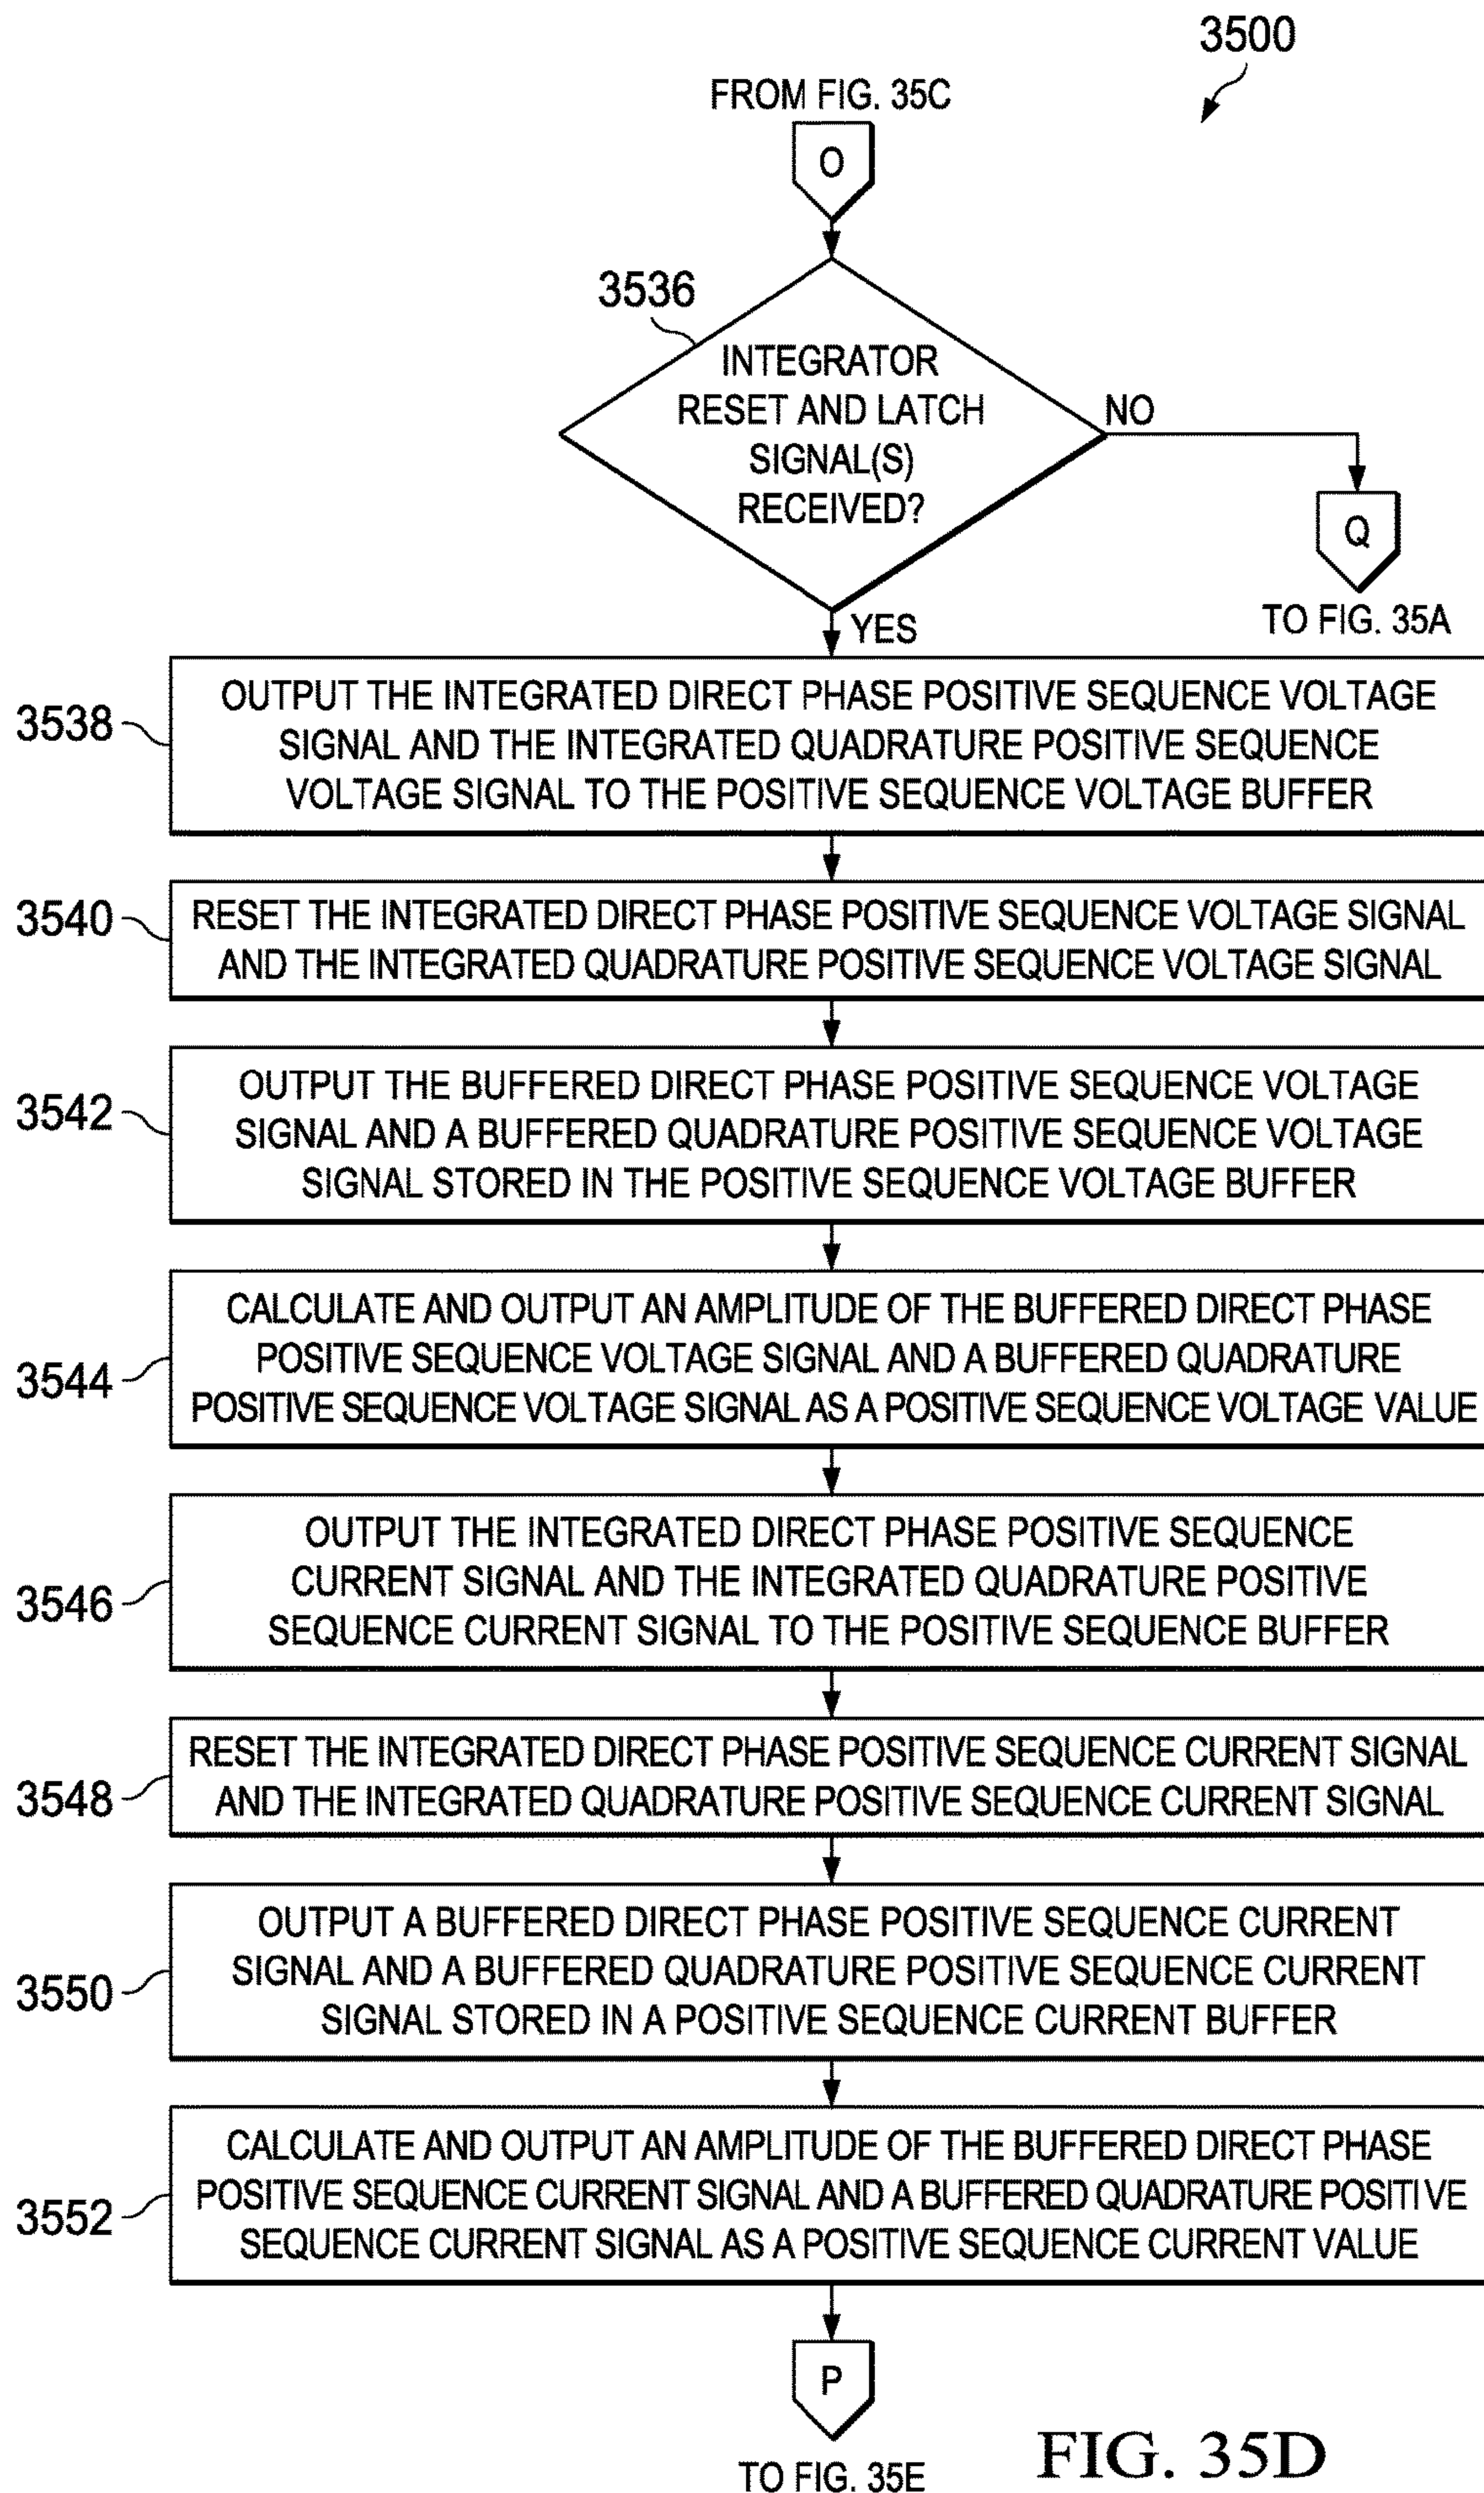 3500
FROM FIG. 35C
O
3536
INTEGRATOR
RESET AND LATCH
SIGNAL(S)
RECEIVED?
NO
Q
TO FIG. 35A
YES
3538
OUTPUT THE INTEGRATED DIRECT PHASE POSITIVE SEQUENCE VOLTAGE
SIGNAL AND THE INTEGRATED QUADRATURE POSITIVE SEQUENCE
VOLTAGE SIGNAL TO THE POSITIVE SEQUENCE VOLTAGE BUFFER
3540
RESET THE INTEGRATED DIRECT PHASE POSITIVE SEQUENCE VOLTAGE SIGNAL
AND THE INTEGRATED QUADRATURE POSITIVE SEQUENCE VOLTAGE SIGNAL
3542
OUTPUT THE BUFFERED DIRECT PHASE POSITIVE SEQUENCE VOLTAGE
SIGNAL AND A BUFFERED QUADRATURE POSITIVE SEQUENCE VOLTAGE
SIGNAL STORED IN THE POSITIVE SEQUENCE VOLTAGE BUFFER
3544
CALCULATE AND OUTPUT AN AMPLITUDE OF THE BUFFERED DIRECT PHASE
POSITIVE SEQUENCE VOLTAGE SIGNAL AND A BUFFERED QUADRATURE
POSITIVE SEQUENCE VOLTAGE SIGNAL AS A POSITIVE SEQUENCE VOLTAGE VALUE
3546
OUTPUT THE INTEGRATED DIRECT PHASE POSITIVE SEQUENCE
CURRENT SIGNAL AND THE INTEGRATED QUADRATURE POSITIVE
SEQUENCE CURRENT SIGNAL TO THE POSITIVE SEQUENCE BUFFER
3548
RESET THE INTEGRATED DIRECT PHASE POSITIVE SEQUENCE CURRENT SIGNAL
AND THE INTEGRATED QUADRATURE POSITIVE SEQUENCE CURRENT SIGNAL
3550
OUTPUT A BUFFERED DIRECT PHASE POSITIVE SEQUENCE CURRENT
SIGNAL AND A BUFFERED QUADRATURE POSITIVE SEQUENCE CURRENT
SIGNAL STORED IN A POSITIVE SEQUENCE CURRENT BUFFER
3552
CALCULATE AND OUTPUT AN AMPLITUDE OF THE BUFFERED DIRECT PHASE
POSITIVE SEQUENCE CURRENT SIGNAL AND A BUFFERED QUADRATURE POSITIVE
SEQUENCE CURRENT SIGNAL AS A POSITIVE SEQUENCE CURRENT VALUE
P
TO FIG. 35E
FIG. 35D